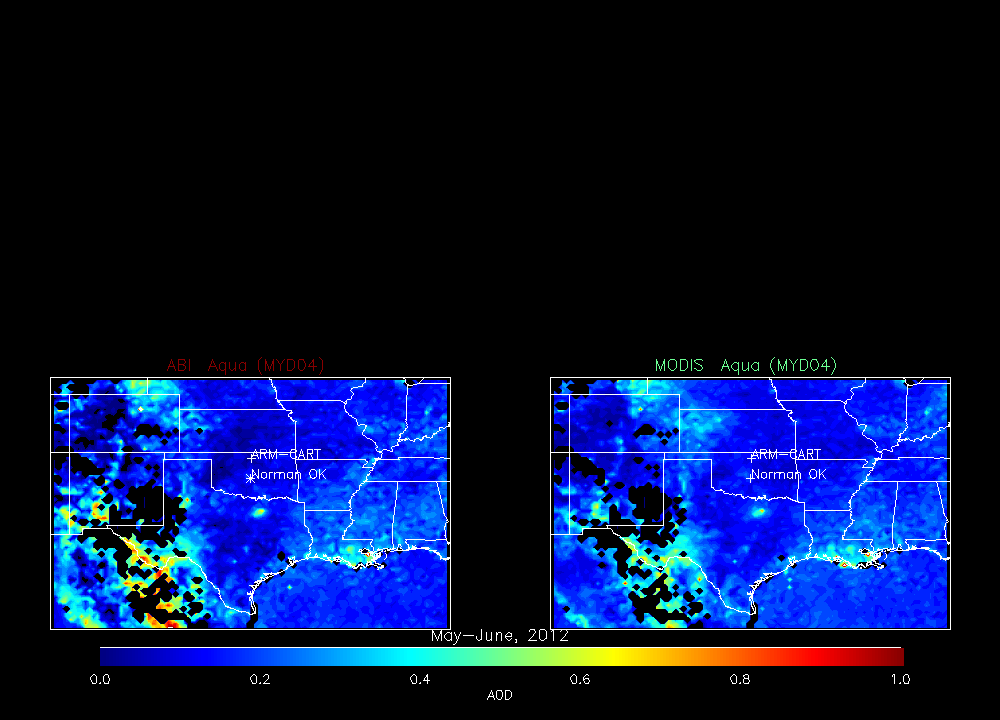 ABI Aqua (MYD04)
MODIS Aqua (MYD04)
ARM-CART
Norman OK
ARM-CART
Norman OK
May-June, 2012
0.0 0.2 0.4 0.6 0.8 1.0
AOD